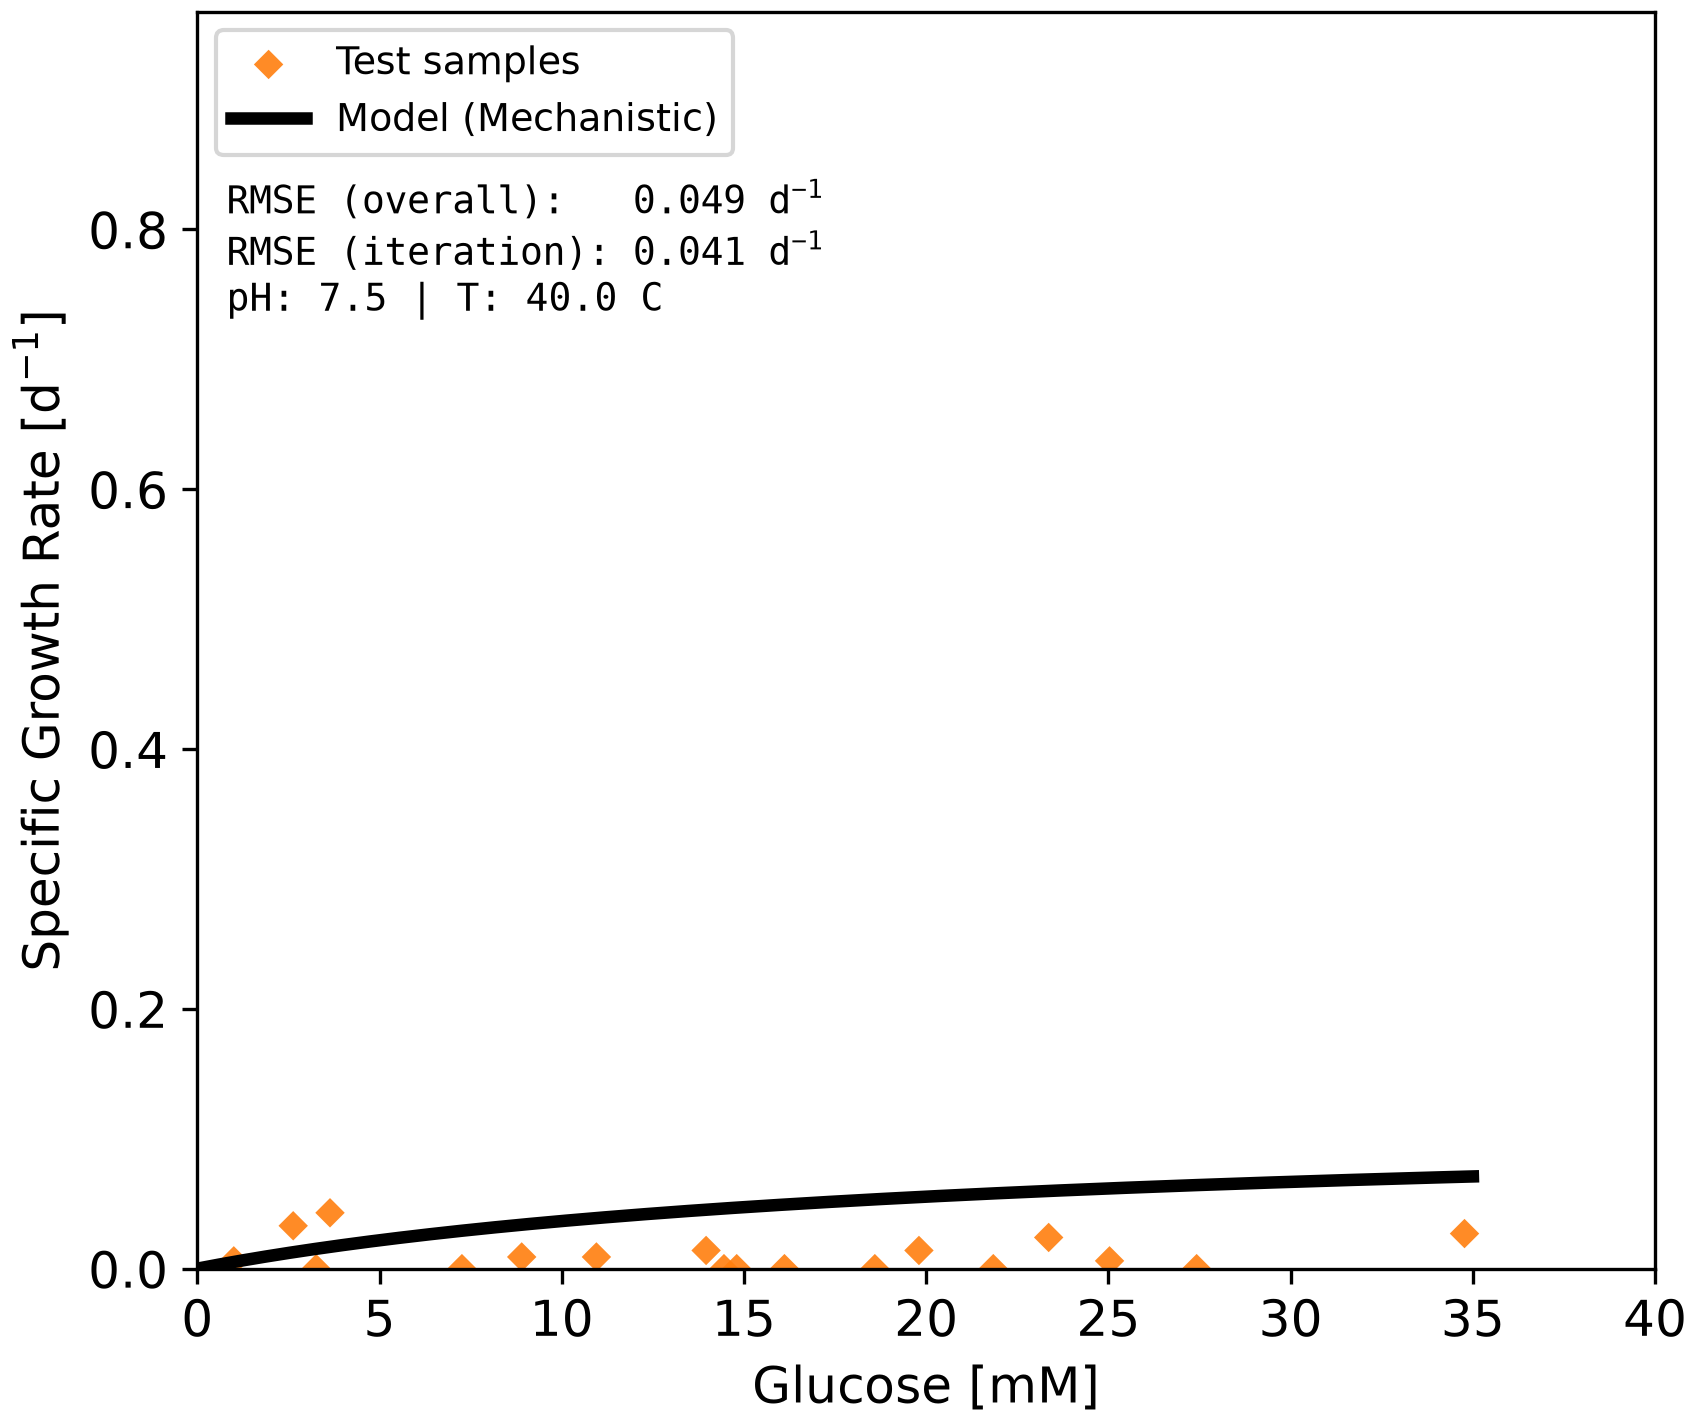 Test samples
Model (Mechanistic)
RMSE (overall): 0.049 d⁻¹
RMSE (iteration): 0.041 d⁻¹
pH: 7.5 | T: 40.0 C
Specific Growth Rate [d⁻¹]
0.8
0.6
0.4
0.2
0.0
0 5 10 15 20 25 30 35 40
Glucose [mM]